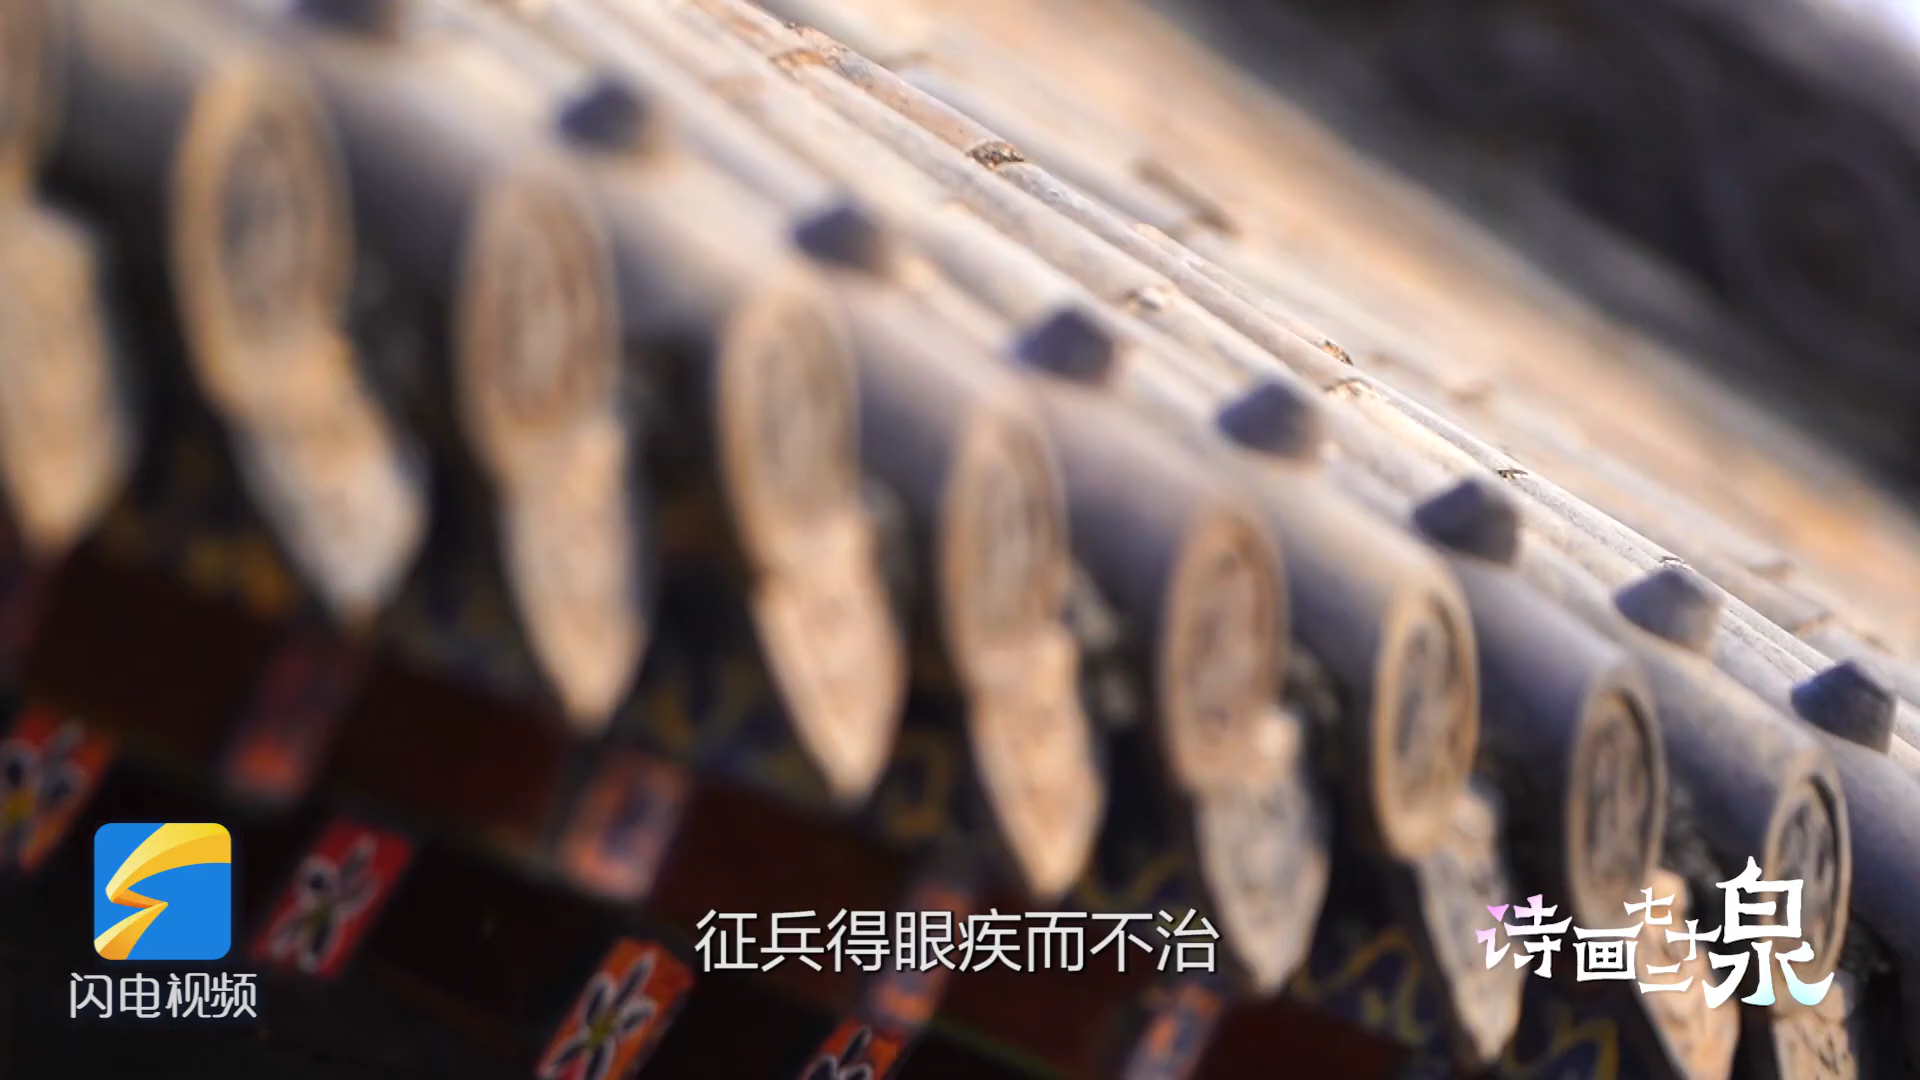 征兵得眼疾而不治
闪电视频
诗画七十二泉